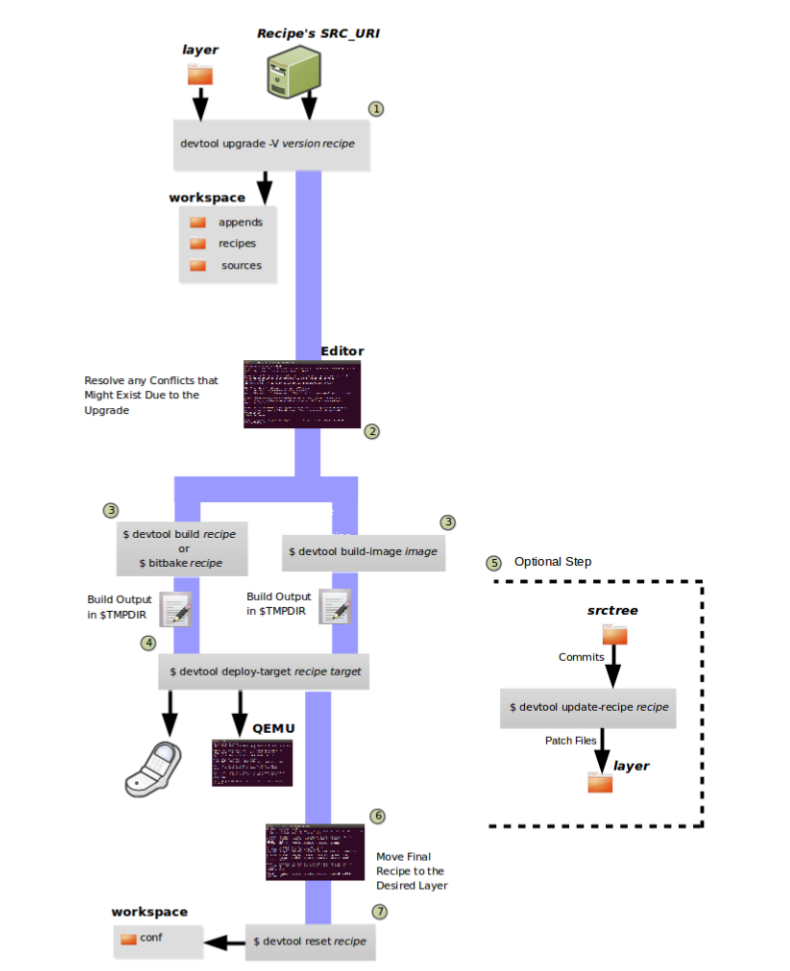 Recipe's SRC_URI
layer
1
devtool upgrade -V version recipe
workspace
appends
recipes
sources
Editor
Resolve any Conflicts that
Might Exist Due to the
Upgrade
2
3
$ devtool build recipe
or
$ bitbake recipe
3
$ devtool build-image image
Build Output
in $TMPDIR
Build Output
in $TMPDIR
4
$ devtool deploy-target recipe target
QEMU
5
Optional Step
srctree
Commits
$ devtool update-recipe recipe
Patch Files
layer
6
Move Final
Recipe to the
Desired Layer
7
workspace
conf
$ devtool reset recipe